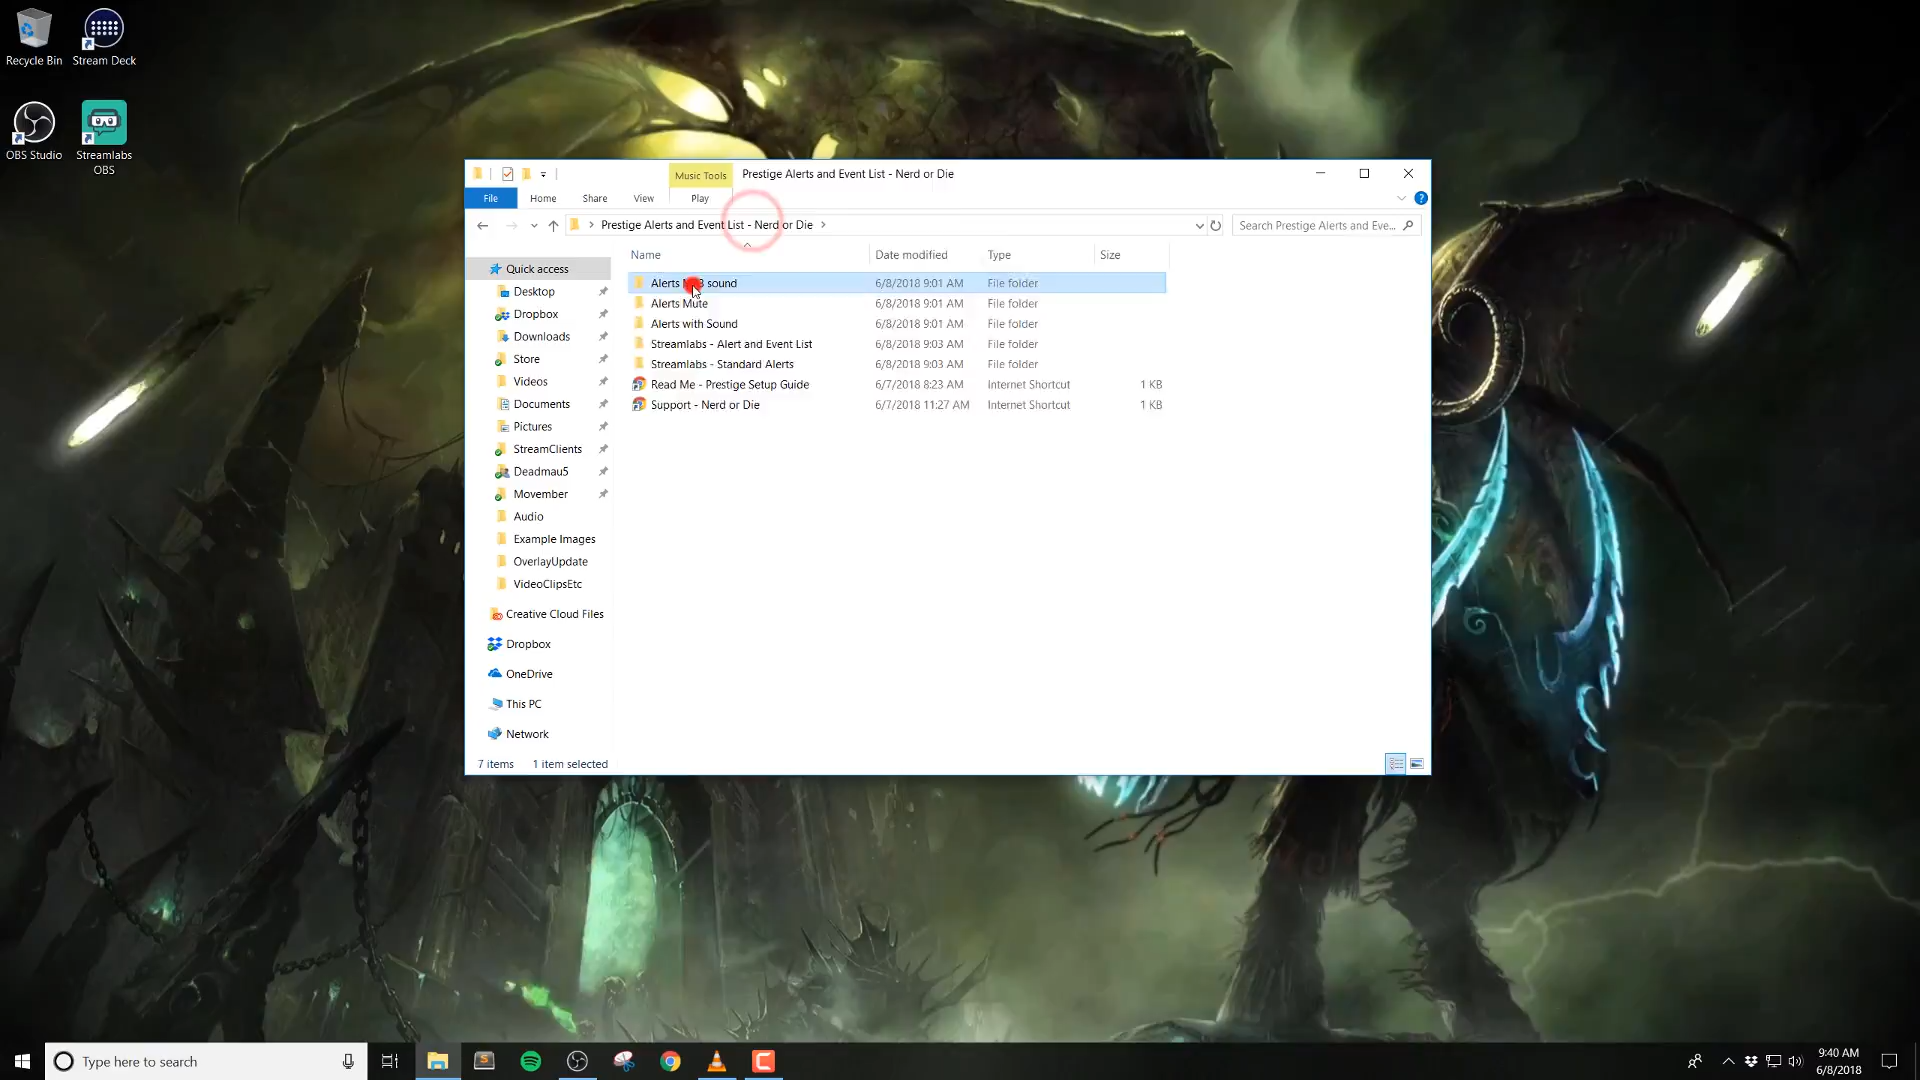 Recycle Bin
Stream Deck
OBS Studio
Streamlabs
OBS
Music Tools
Prestige Alerts and Event List - Nerd or Die
File
Home
Share
View
Play
Prestige Alerts and Event List - Nerd or Die
Search Prestige Alerts and Eve...
Name
Date modified
Type
Size
Quick access
Desktop
Dropbox
Downloads
Store
Videos
Documents
Pictures
StreamClients
Deadmau5
Movember
Audio
Example Images
OverlayUpdate
VideoClipsEtc
Creative Cloud Files
Dropbox
OneDrive
This PC
Network
Alerts sound 6/8/2018 9:01 AM File folder
Alerts Mute 6/8/2018 9:01 AM File folder
Alerts with Sound 6/8/2018 9:01 AM File folder
Streamlabs - Alert and Event List 6/8/2018 9:03 AM File folder
Streamlabs - Standard Alerts 6/8/2018 9:03 AM File folder
Read Me - Prestige Setup Guide 6/7/2018 8:23 AM Internet Shortcut 1 KB
Support - Nerd or Die 6/7/2018 11:27 AM Internet Shortcut 1 KB
7 items 1 item selected
Type here to search
9:40 AM
6/8/2018